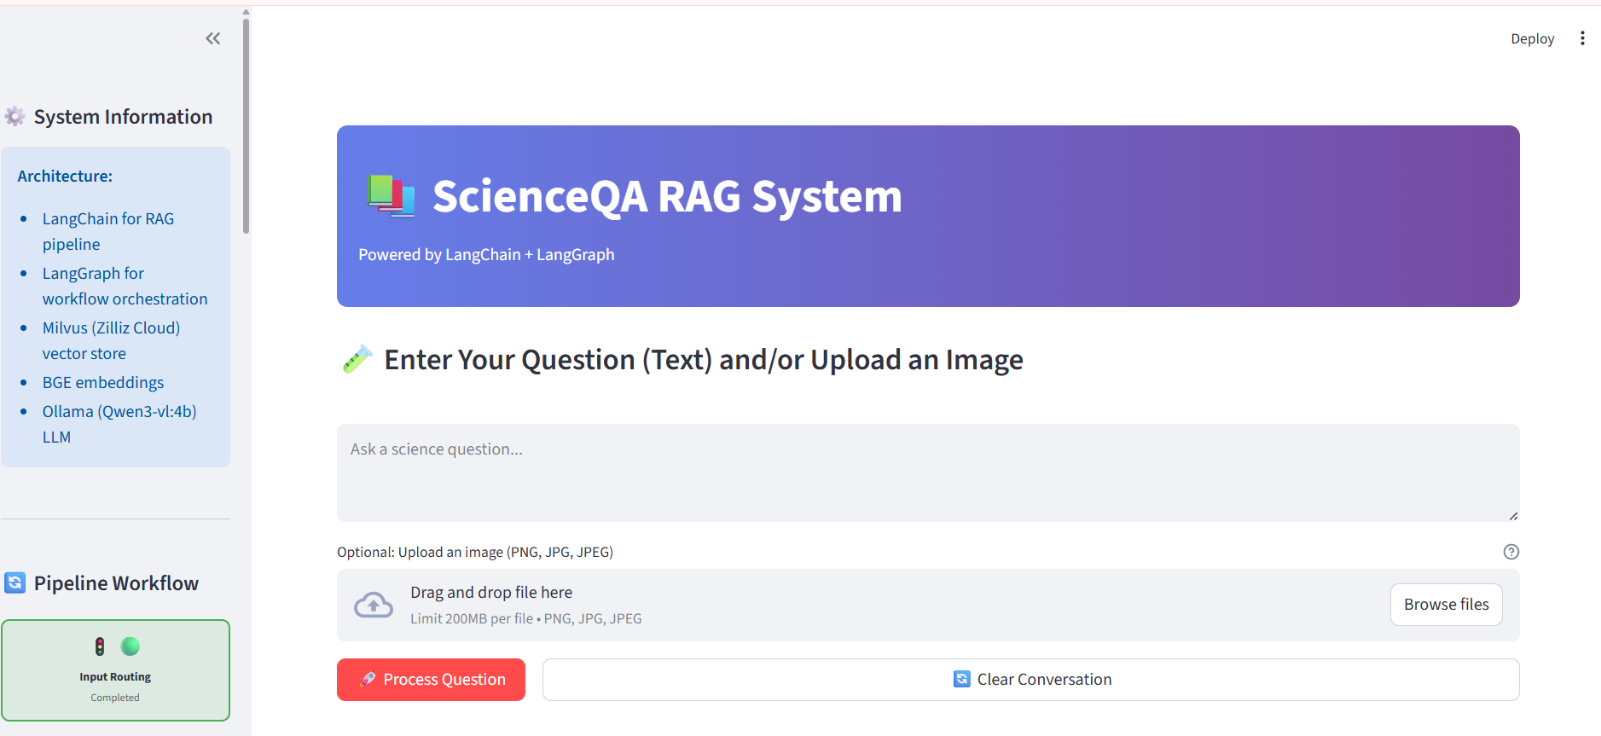 Deploy
System Information
Architecture:
LangChain for RAG
pipeline
LangGraph for
workflow orchestration
Milvus (Zilliz Cloud)
vector store
BGE embeddings
Ollama (Qwen3-vl:4b)
LLM
Pipeline Workflow
Input Routing
Completed
ScienceQA RAG System
Powered by LangChain + LangGraph
Enter Your Question (Text) and/or Upload an Image
Ask a science question...
Optional: Upload an image (PNG, JPG, JPEG)
Drag and drop file here
Limit 200MB per file • PNG, JPG, JPEG
Browse files
Process Question
Clear Conversation